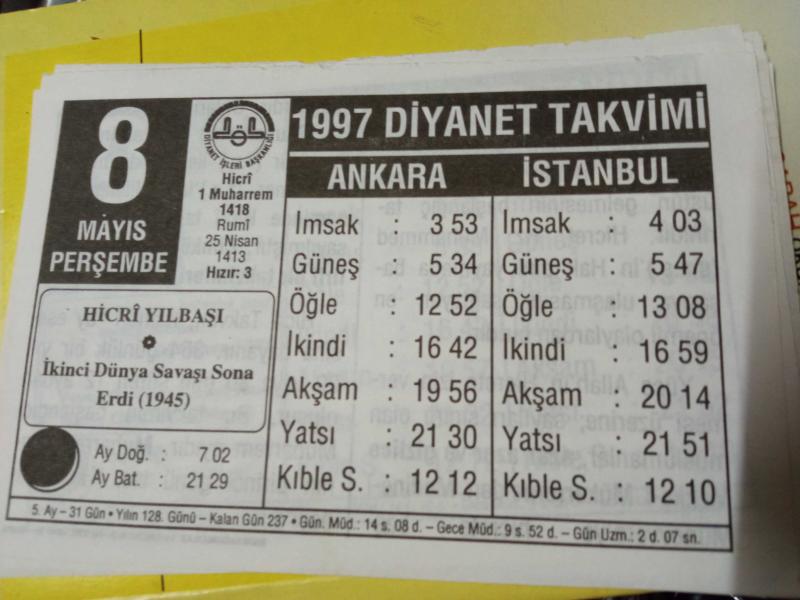 8
MAYIS
PERŞEMBE
DİYANET İŞLERİ BAŞKANLIĞI
Hicrî
1 Muharrem
1418
Rumî
25 Nisan
1413
Hızır: 3
1997 DİYANET TAKVİMİ
ANKARA
İmsak : 3 53
Güneş : 5 34
Öğle : 12 52
İkindi : 16 42
Akşam : 19 56
Yatsı : 21 30
Kıble S. : 12 12
İSTANBUL
İmsak : 4 03
Güneş : 5 47
Öğle : 13 08
İkindi : 16 59
Akşam : 20 14
Yatsı : 21 51
Kıble S. : 12 10
HİCRÎ YILBAŞI
İkinci Dünya Savaşı Sona
Erdi (1945)
Ay Doğ. : 7 02
Ay Bat. : 21 29
5. Ay – 31 Gün • Yılın 128. Günü – Kalan Gün 237 • Gün. Müd.: 14 s. 08 d. – Gece Müd.: 9 s. 52 d. – Gün Uzm.: 2 d. 07 sn.